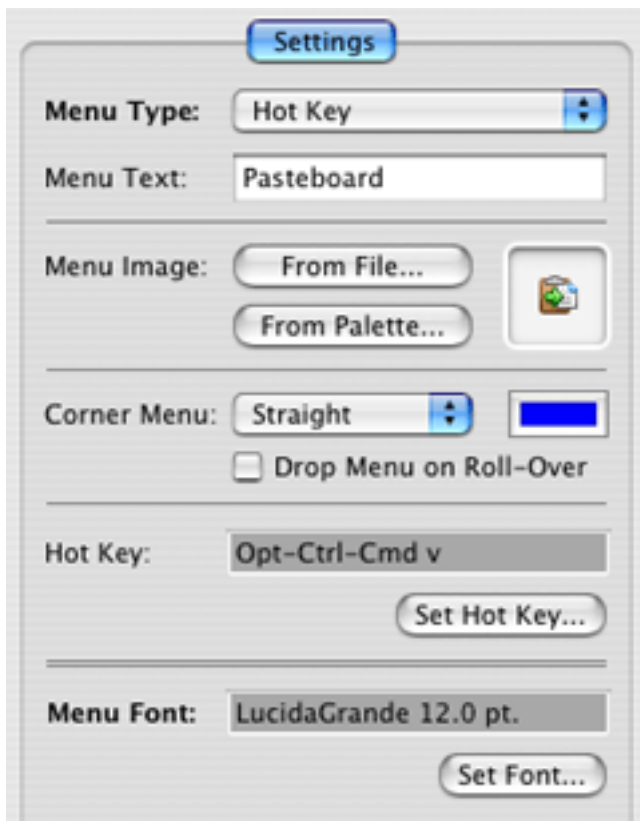 Settings
Menu Type: Hot Key
Menu Text: Pasteboard
Menu Image: From File...
From Palette...
Corner Menu: Straight
Drop Menu on Roll-Over
Hot Key: Opt-Ctrl-Cmd v
Set Hot Key...
Menu Font: LucidaGrande 12.0 pt.
Set Font...